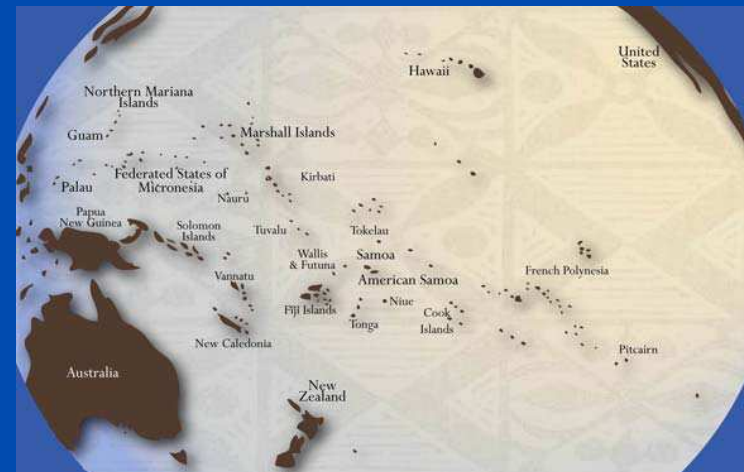 United
States
Hawaii
Northern Mariana
Islands
Guam
Marshall Islands
Federated States of
Micronesia
Kirbati
Palau
Nauru
Papua
New Guinea
Solomon
Islands
Tuvalu
Tokelau
Wallis
& Futuna
Samoa
French Polynesia
Vannatu
American Samoa
Fiji Islands
Niue
Tonga
Cook
Islands
New Caledonia
Pitcairn
Australia
New
Zealand